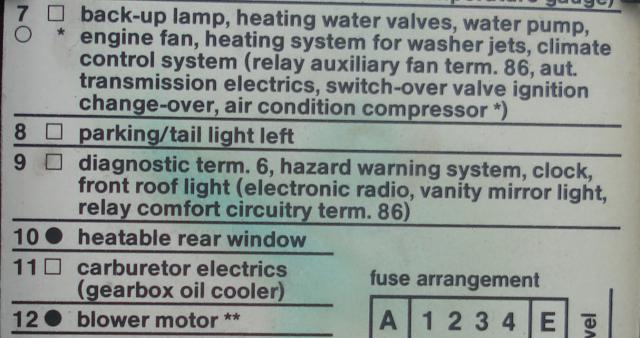 gauge)
7 □ back-up lamp, heating water valves, water pump,
○ * engine fan, heating system for washer jets, climate
control system (relay auxiliary fan term. 86, aut.
transmission electrics, switch-over valve ignition
change-over, air condition compressor *)
8 □ parking/tail light left
9 □ diagnostic term. 6, hazard warning system, clock,
front roof light (electronic radio, vanity mirror light,
relay comfort circuitry term. 86)
10 ● heatable rear window
11 □ carburetor electrics
(gearbox oil cooler)
12 ● blower motor **
fuse arrangement
A 1 2 3 4 E